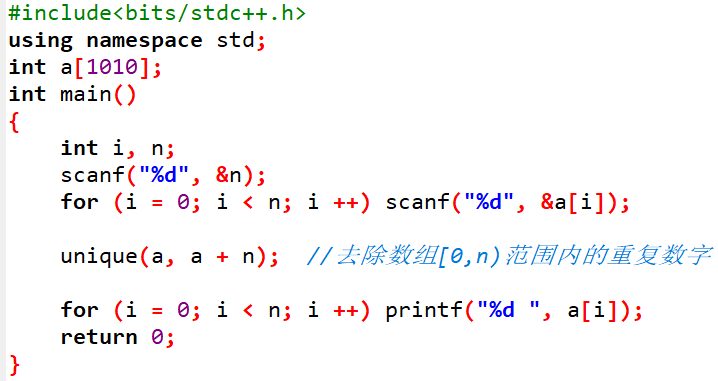 #include<bits/stdc++.h>
using namespace std;
int a[1010];
int main()
{
    int i, n;
    scanf("%d", &n);
    for (i = 0; i < n; i ++) scanf("%d", &a[i]);
    unique(a, a + n);  //去除数组[0,n)范围内的重复数字
    for (i = 0; i < n; i ++) printf("%d ", a[i]);
    return 0;
}